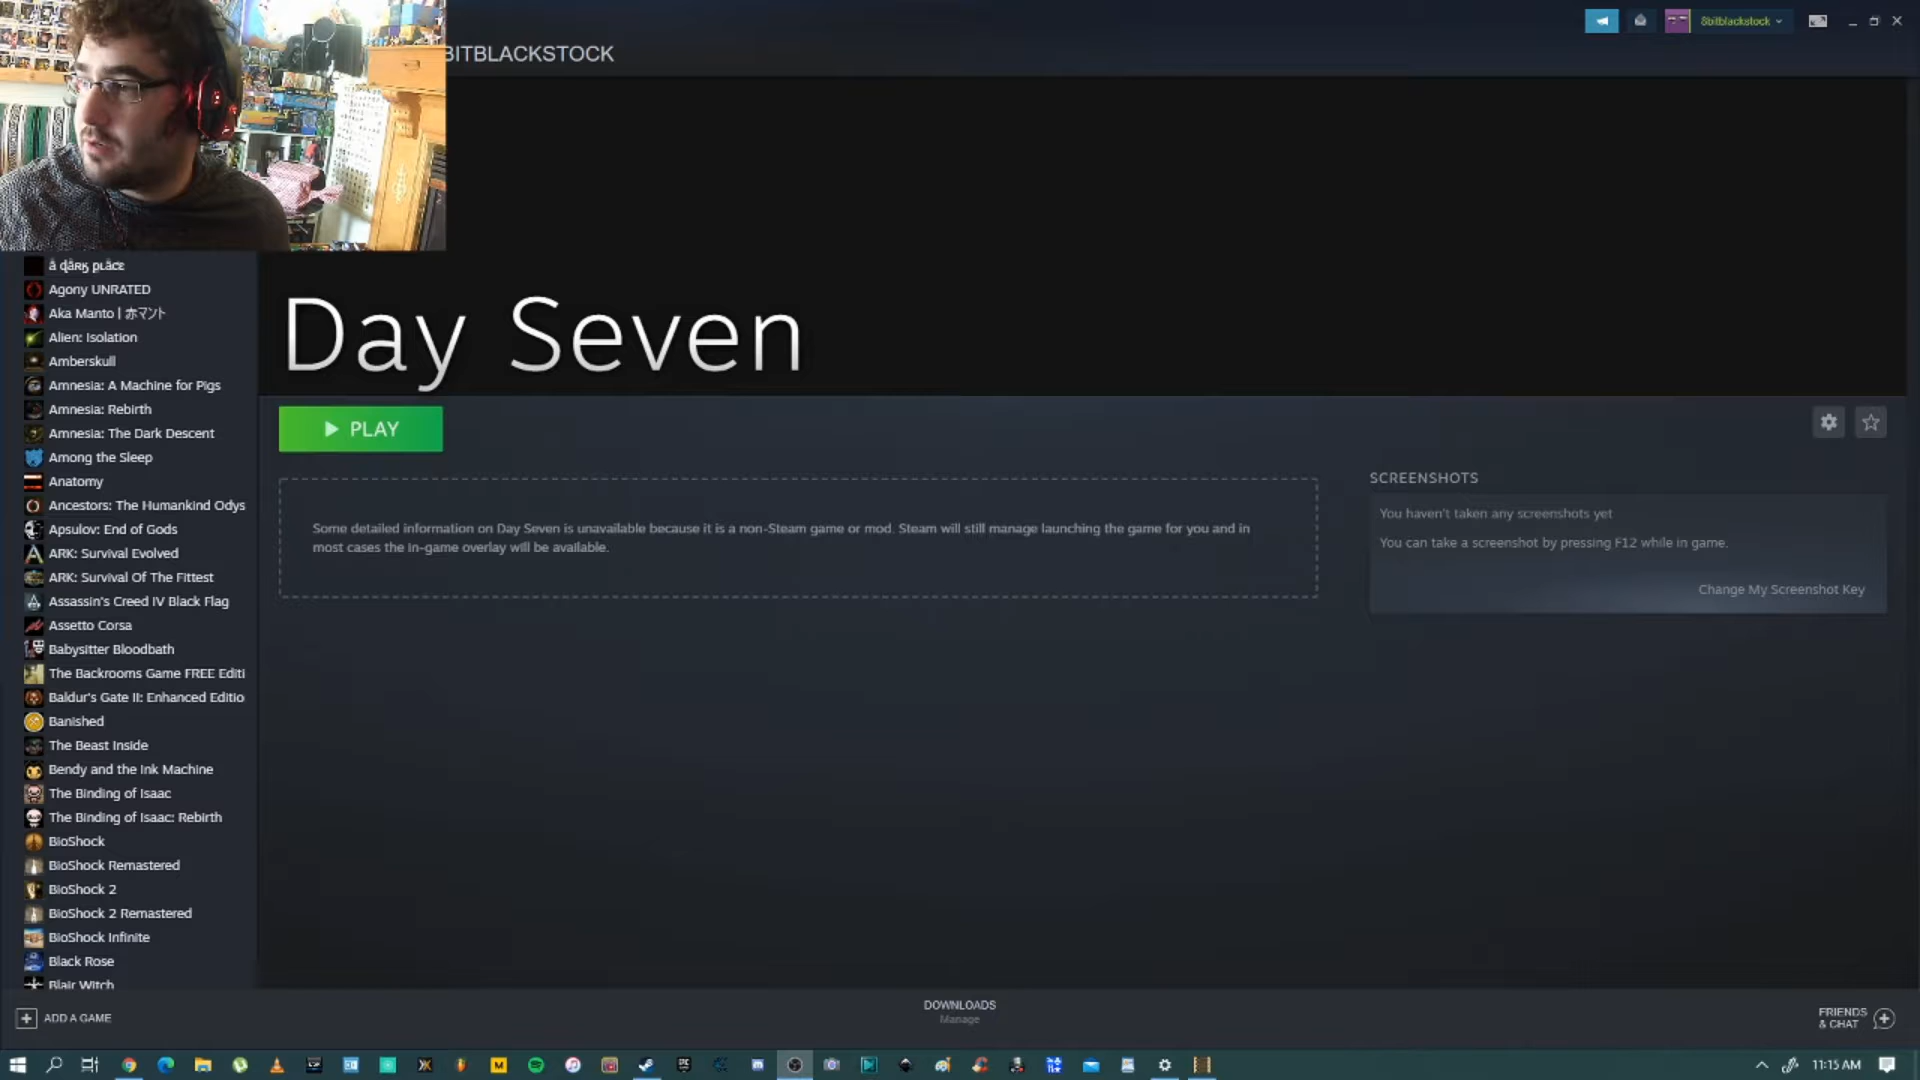 BITBLACKSTOCK
8bitblackstock
å ḑåʀӄ pʟåcɛ
Agony UNRATED
Aka Manto | 赤マント
Alien: Isolation
Amberskull
Amnesia: A Machine for Pigs
Amnesia: Rebirth
Amnesia: The Dark Descent
Among the Sleep
Anatomy
Ancestors: The Humankind Odys
Apsulov: End of Gods
ARK: Survival Evolved
ARK: Survival Of The Fittest
Assassin's Creed IV Black Flag
Assetto Corsa
Babysitter Bloodbath
The Backrooms Game FREE Editi
Baldur's Gate II: Enhanced Editio
Banished
The Beast Inside
Bendy and the Ink Machine
The Binding of Isaac
The Binding of Isaac: Rebirth
BioShock
BioShock Remastered
BioShock 2
BioShock 2 Remastered
BioShock Infinite
Black Rose
Blair Witch
Day Seven
PLAY
Some detailed information on Day Seven is unavailable because it is a non-Steam game or mod. Steam will still manage launching the game for you and in
most cases the in-game overlay will be available.
SCREENSHOTS
You haven't taken any screenshots yet
You can take a screenshot by pressing F12 while in game.
Change My Screenshot Key
ADD A GAME
DOWNLOADS
Manage
FRIENDS
& CHAT
11:15 AM